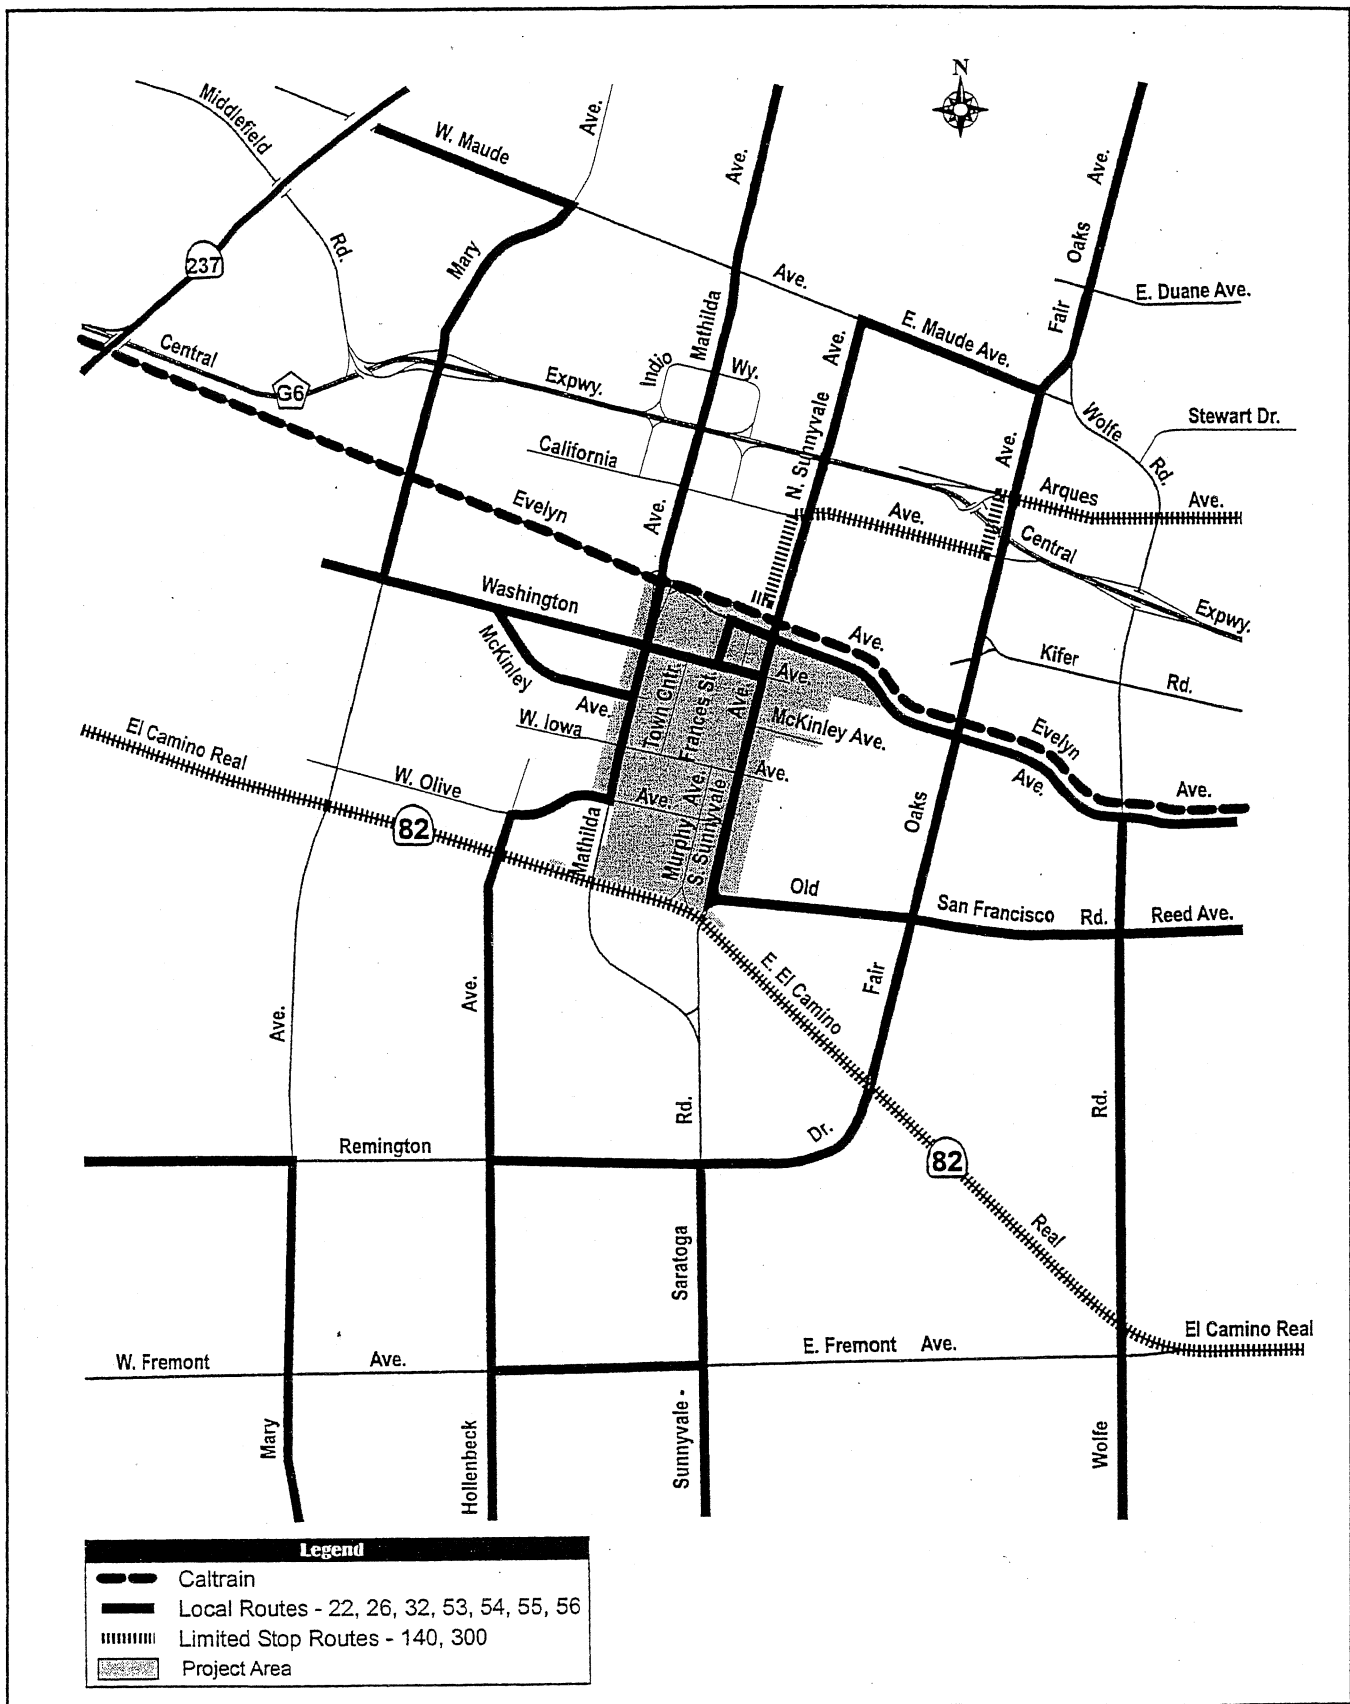 N
Middlefield
Rd.
W. Maude
Ave.
Ave.
Ave.
237
Mary
Ave.
Oaks
E. Duane Ave.
Fair
Mathilda
Central
G6
Expwy.
Indio
Wy.
Ave.
E. Maude Ave.
N. Sunnyvale
Wolfe
Rd.
Stewart Dr.
California
Ave.
Arques
Ave.
Evelyn
Ave.
Ave.
Central
Expwy.
Washington
McKinley
Ave.
Ave.
Kifer
Rd.
Town Cntr.
Frances St.
Ave.
Ave.
W. Iowa
McKinley Ave.
Evelyn
Ave.
Ave.
El Camino Real
W. Olive
82
Ave.
Ave.
Mathilda
Murphy Ave.
S. Sunnyvale
Oaks
Old
San Francisco
Rd.
Reed Ave.
Ave.
Ave.
E. El Camino
Fair
Rd.
Rd.
Dr.
Remington
82
Real
Saratoga
W. Fremont
Ave.
E. Fremont
Ave.
El Camino Real
Mary
Hollenbeck
Sunnyvale -
Wolfe
Legend
Caltrain
Local Routes - 22, 26, 32, 53, 54, 55, 56
Limited Stop Routes - 140, 300
Project Area